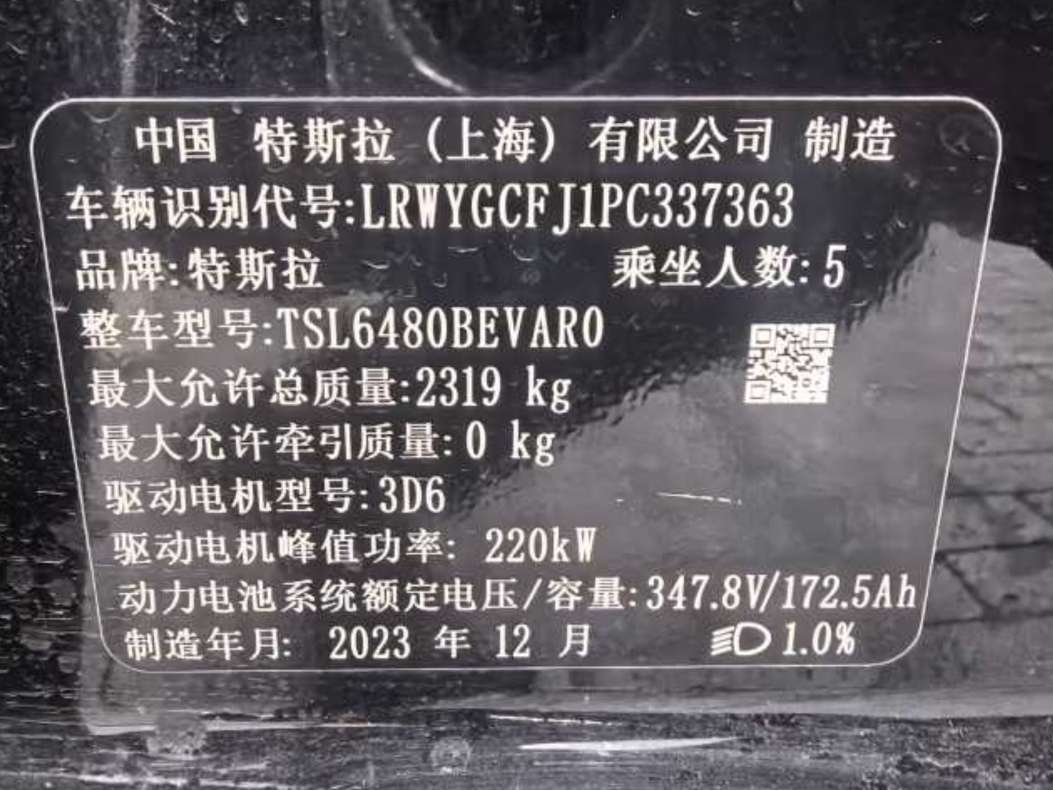 中国 特斯拉 (上海) 有限公司 制造
车辆识别代号:LRWYGCFJ1PC337363
品牌:特斯拉 乘坐人数:5
整车型号:TSL6480BEVAR0
最大允许总质量:2319 kg
最大允许牵引质量:0 kg
驱动电机型号:3D6
驱动电机峰值功率: 220kW
动力电池系统额定电压/容量:347.8V/172.5Ah
制造年月: 2023 年 12 月 1.0%